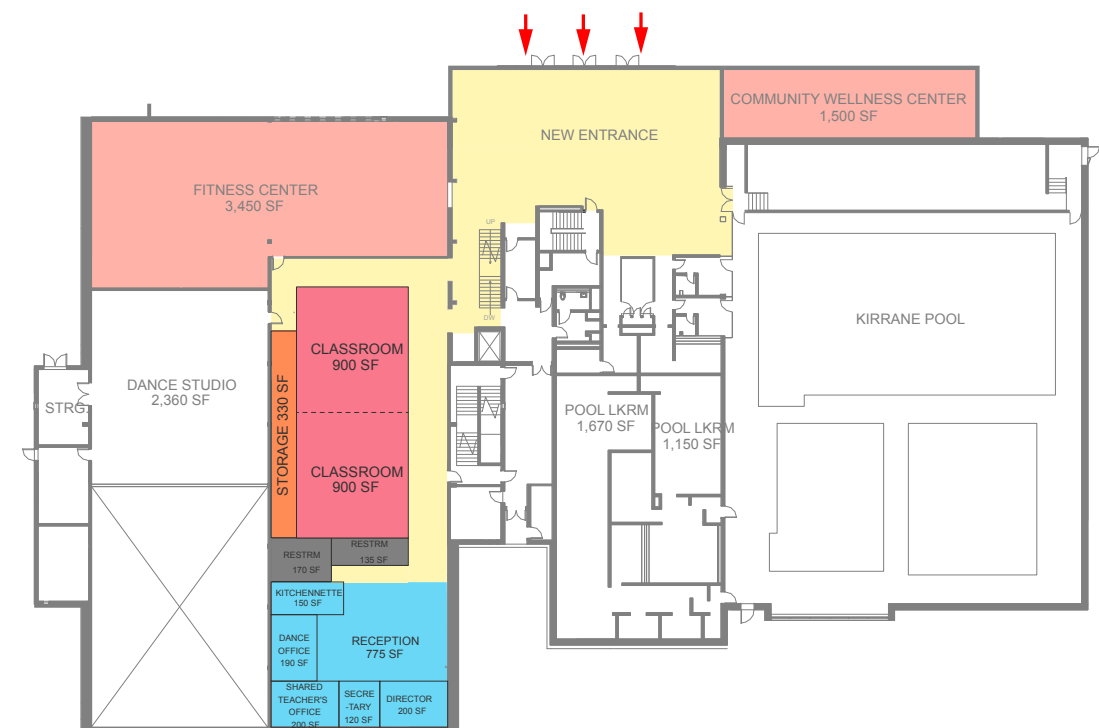 COMMUNITY WELLNESS CENTER
1,500 SF
NEW ENTRANCE
FITNESS CENTER
3,450 SF
UP
DW
KIRRANE POOL
CLASSROOM
900 SF
DANCE STUDIO
2,360 SF
STRG
STORAGE 330 SF
POOL LKRM
1,670 SF
POOL LKRM
1,150 SF
CLASSROOM
900 SF
RESTRM
135 SF
RESTRM
170 SF
KITCHENNETTE
150 SF
DANCE
OFFICE
190 SF
RECEPTION
775 SF
SHARED
TEACHER'S
OFFICE
200 SF
SECRE
-TARY
120 SF
DIRECTOR
200 SF